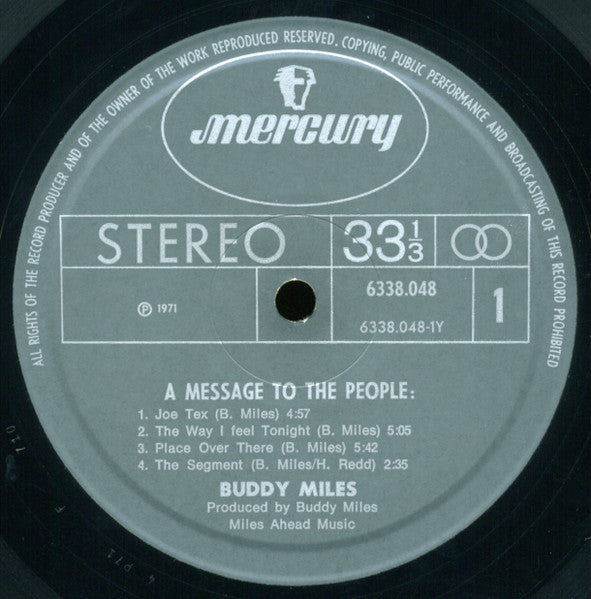 ALL RIGHTS OF THE RECORD PRODUCER AND OF THE OWNER OF THE WORK REPRODUCED RESERVED. COPYING, PUBLIC PERFORMANCE AND BROADCASTING OF THIS RECORD PROHIBITED
mercury
STEREO 33⅓
℗ 1971
6338.048
6338.048-1Y
1
A MESSAGE TO THE PEOPLE:
1. Joe Tex (B. Miles) 4:57
2. The Way I feel Tonight (B. Miles) 5:05
3. Place Over There (B. Miles) 5:42
4. The Segment (B. Miles/H. Redd) 2:35
BUDDY MILES
Produced by Buddy Miles
Miles Ahead Music
710